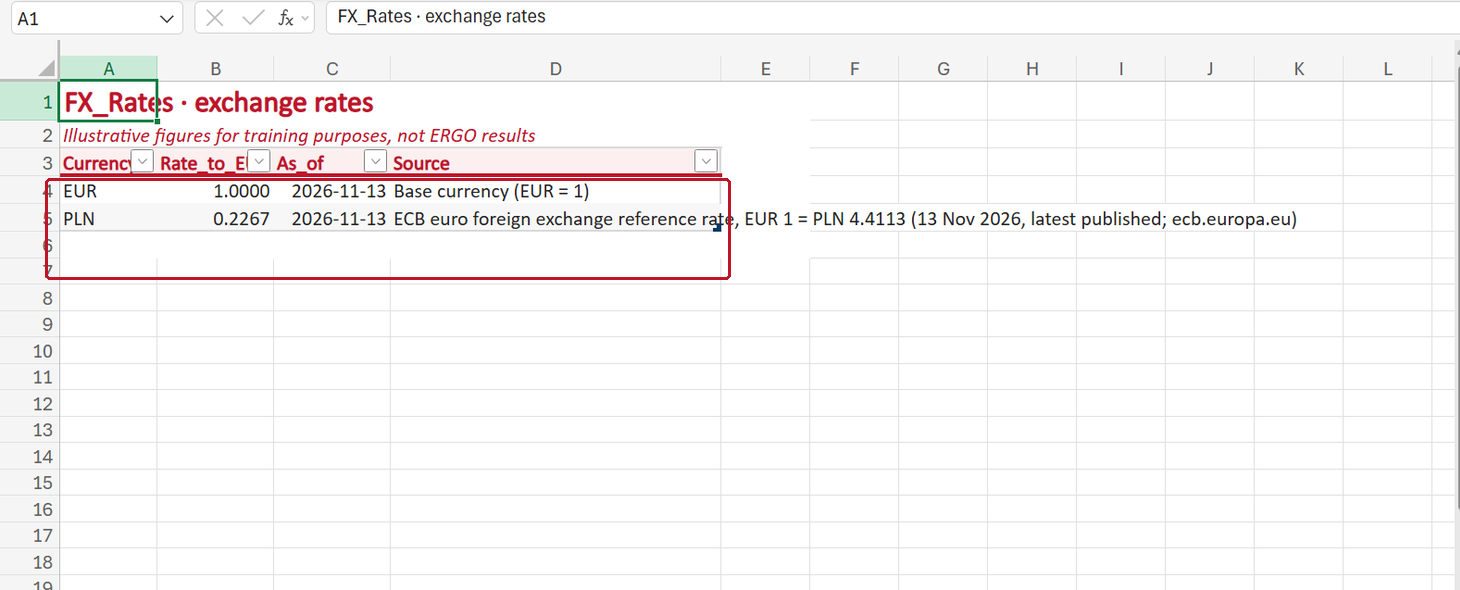 A1 fx FX_Rates · exchange rates
A B C D E F G H I J K L
1 FX_Rates · exchange rates
2 Illustrative figures for training purposes, not ERGO results
3 Currency Rate_to_E As_of Source
4 EUR 1.0000 2026-11-13 Base currency (EUR = 1)
5 PLN 0.2267 2026-11-13 ECB euro foreign exchange reference rate, EUR 1 = PLN 4.4113 (13 Nov 2026, latest published; ecb.europa.eu)
6
7
8
9
10
11
12
13
14
15
16
17
18
19